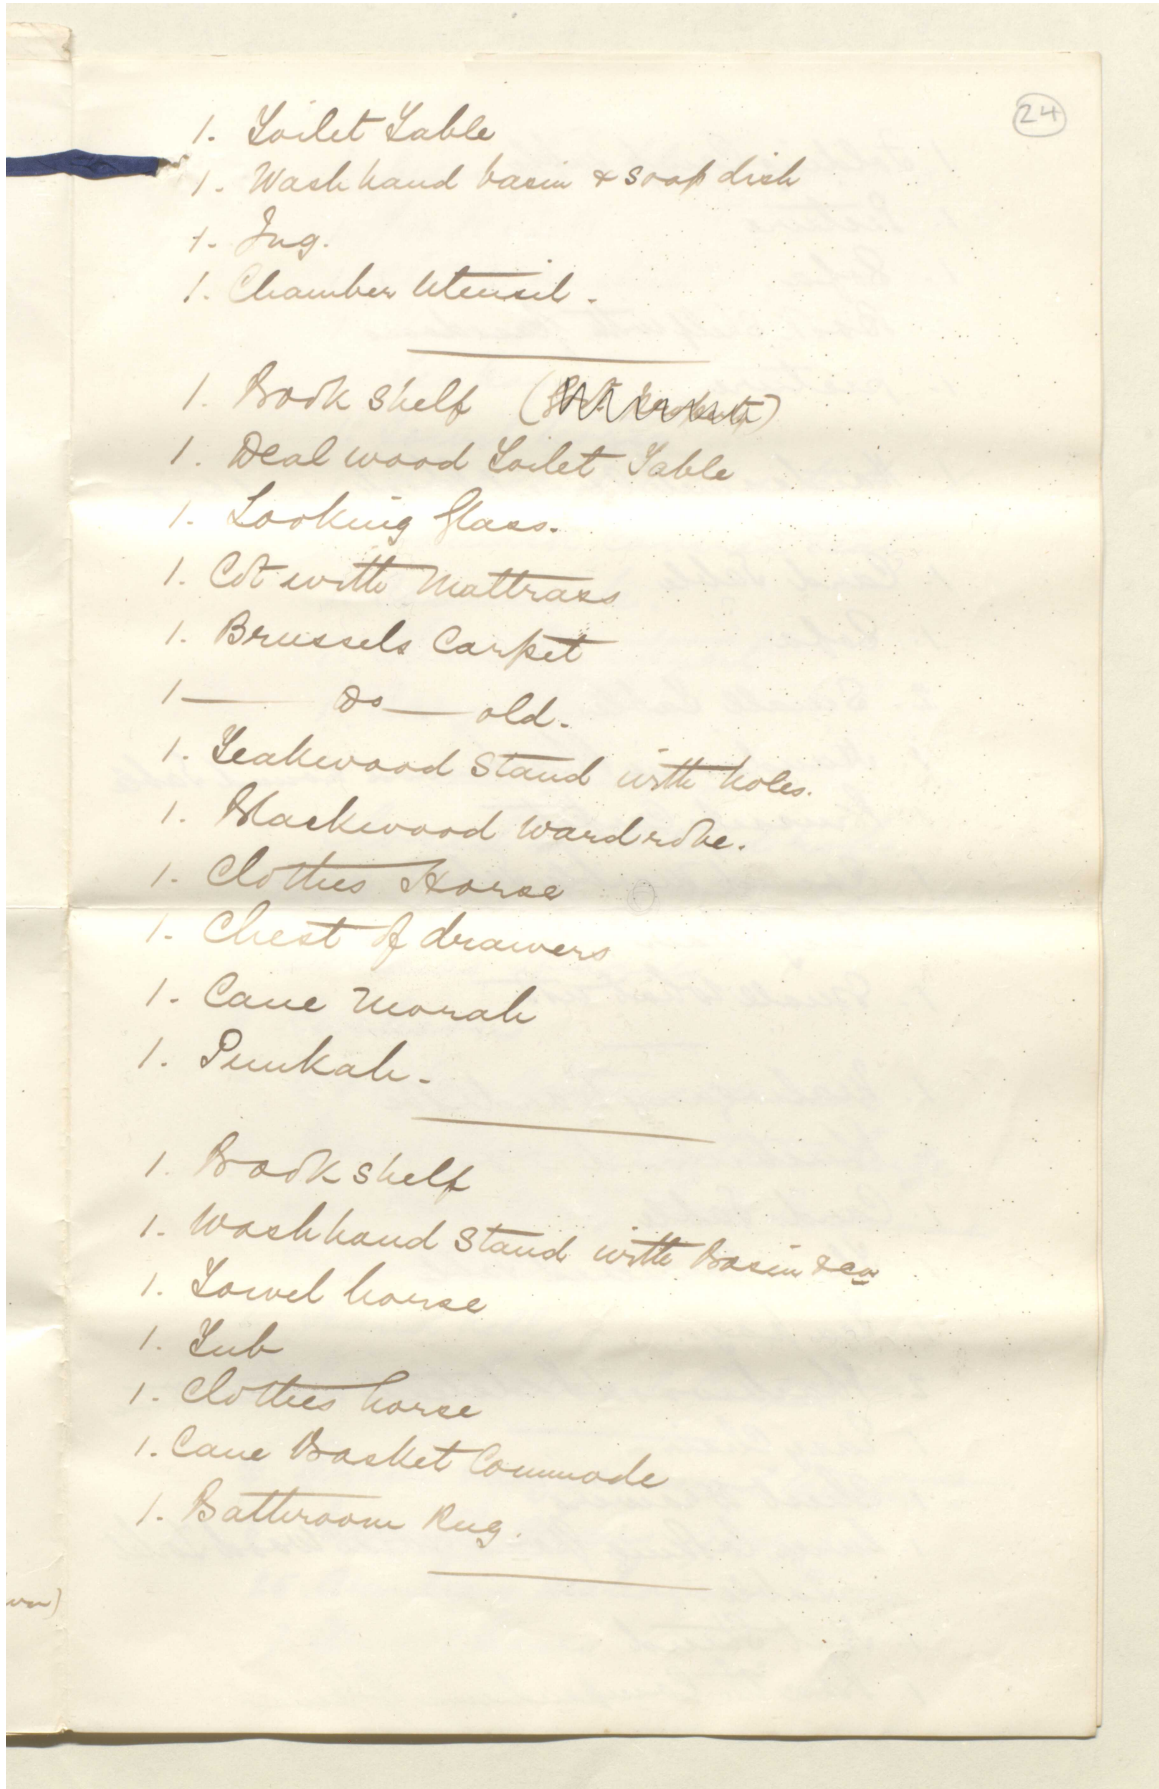 24
1. Toilet Table
1. Wash hand basin & soap dish
1. Jug.
1. Chamber Utensil.
1. Book shelf
1. Deal wood Toilet Table
1. Looking Glass.
1. Cot with Mattrass
1. Brussels Carpet
1 — Do — old.
1. Teakwood Stand with holes.
1. Blackwood Wardrobe.
1. Clothes Horse
1. Chest of drawers
1. Cane Morah
1. Punkah.
1. Book shelf
1. Washhand Stand with Basin &ca
1. Towel horse
1. Tub
1. Clothes horse
1. Cane Basket Commode
1. Bathroom Rug.